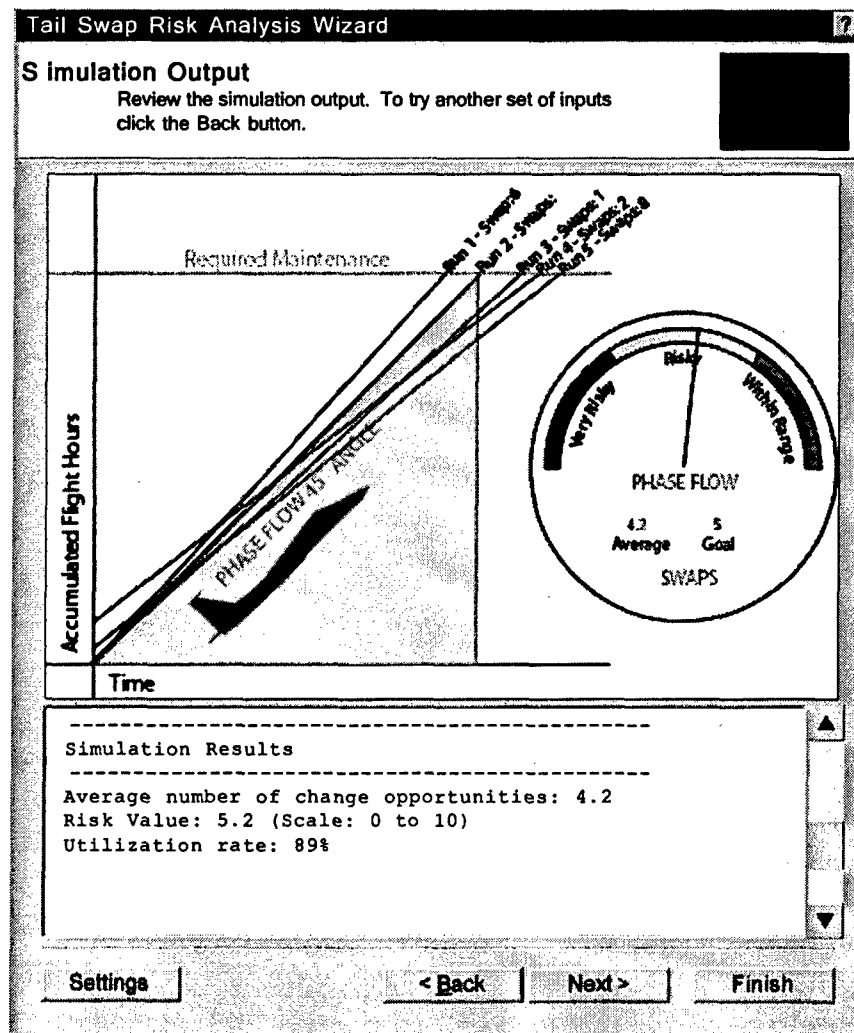 Tail Swap Risk Analysis Wizard
?
S imulation Output
Review the simulation output. To try another set of inputs
click the Back button.
Run 1 - Swap:6
Run 2 - Swaps:
Run 3 - Swaps: 1
Run 4 - Swaps: 2
Run 5 - Swaps: 8
Required Maintenance
Accumulated Flight Hours
PHASE FLOW 45° ANGLE
Time
Very Risky
Risky
Within Range
PHASE FLOW
4.2 5
Average Goal
SWAPS
Simulation Results
Average number of change opportunities: 4.2
Risk Value: 5.2 (Scale: 0 to 10)
Utilization rate: 89%
Settings
< Back
Next >
Finish